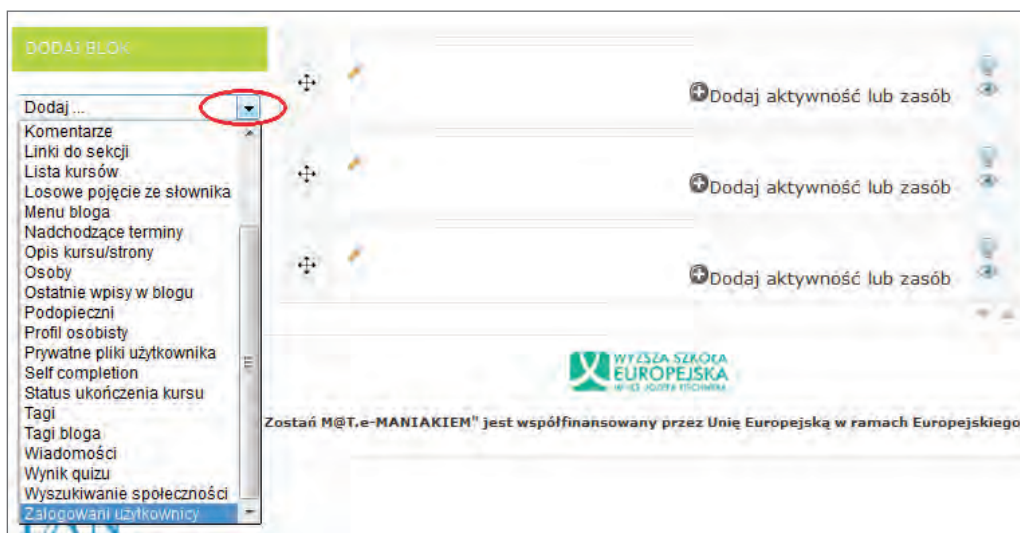 DODAJ BLOK
Dodaj ...
Komentarze
Linki do sekcji
Lista kursów
Losowe pojęcie ze słownika
Menu bloga
Nadchodzące terminy
Opis kursu/strony
Osoby
Ostatnie wpisy w blogu
Podopieczni
Profil osobisty
Prywatne pliki użytkownika
Self completion
Status ukończenia kursu
Tagi
Tagi bloga
Wiadomości
Wynik quizu
Wyszukiwanie społeczności
Zalogowani użytkownicy
Dodaj aktywność lub zasób
Dodaj aktywność lub zasób
Dodaj aktywność lub zasób
WYŻSZA SZKOŁA
EUROPEJSKA
Zostań M@T.e-MANIAKIEM" jest współfinansowany przez Unię Europejską w ramach Europejskiego